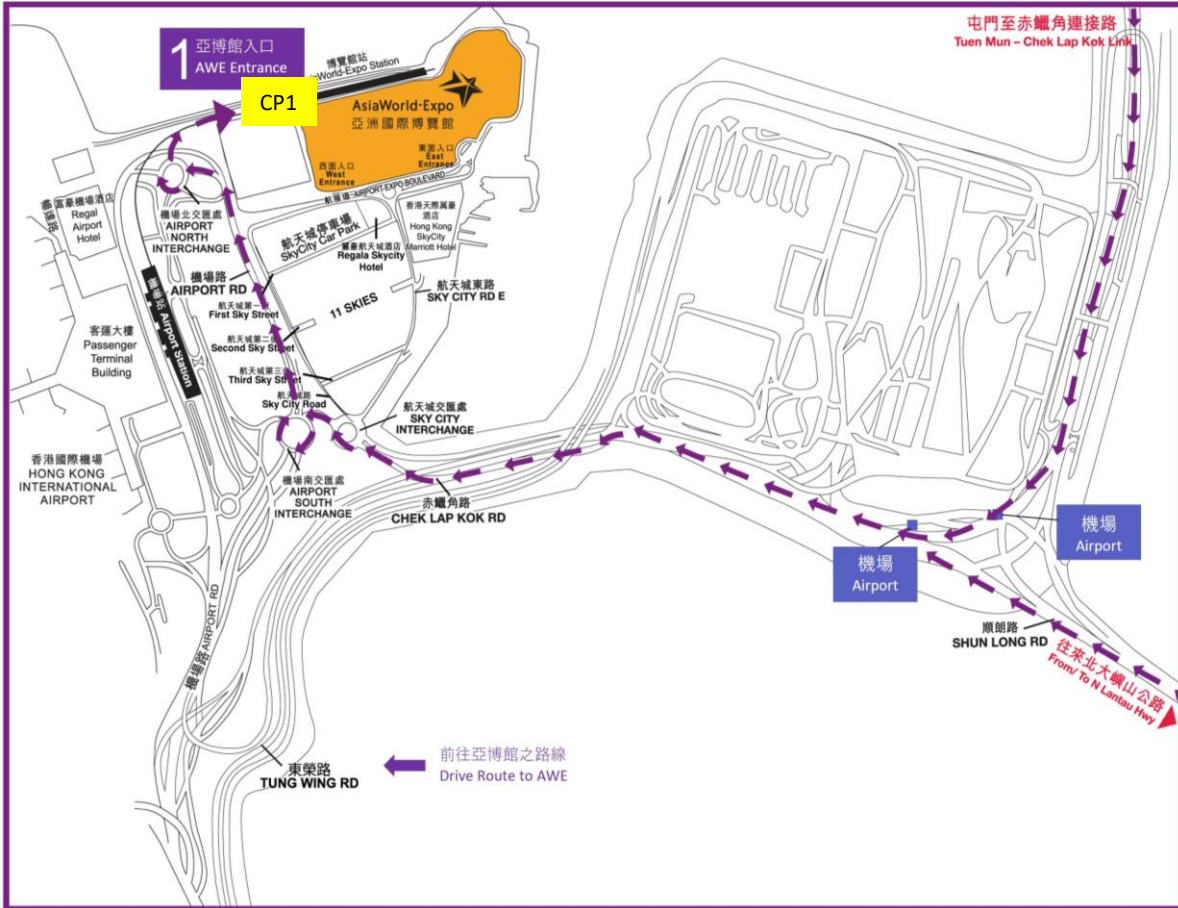 屯門至赤鱲角連接路
Tuen Mun – Chek Lap Kok Link
1
亞博館入口
AWE Entrance
CP1
博覽館站
iaWorld-Expo Station
AsiaWorld-Expo
亞洲國際博覽館
東面入口
East
Entrance
西面入口
West
Entrance
航展道 AIRPORT EXPO BOULEVARD
暢達路
富豪機場酒店
Regal
Airport
Hotel
機場北交匯處
AIRPORT
NORTH
INTERCHANGE
航天城停車場
SkyCity Car Park
麗豪航天城酒店
Regala Skycity
Hotel
香港天際萬豪
酒店
Hong Kong
SkyCity
Marriott Hotel
機場路
AIRPORT RD
航天城東路
SKY CITY RD E
11 SKIES
航天城第一街
First Sky Street
航天城第二街
Second Sky Street
航天城第三街
Third Sky Street
航天城路
Sky City Road
機場站 Airport Station
客運大樓
Passenger
Terminal
Building
航天城交匯處
SKY CITY
INTERCHANGE
香港國際機場
HONG KONG
INTERNATIONAL
AIRPORT
機場南交匯處
AIRPORT
SOUTH
INTERCHANGE
赤鱲角路
CHEK LAP KOK RD
機場
Airport
機場
Airport
順朗路
SHUN LONG RD
往來北大嶼山公路
From/ To N Lantau Hwy
機場路 AIRPORT RD
東榮路
TUNG WING RD
前往亞博館之路線
Drive Route to AWE